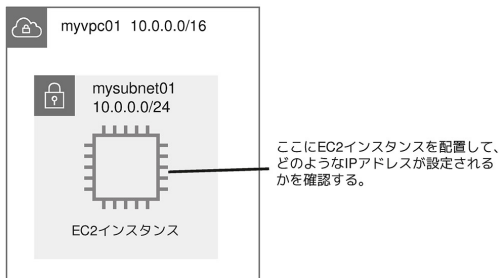 myvpc01 10.0.0.0/16
mysubnet01
10.0.0.0/24
ここにEC2インスタンスを配置して、
どのようなIPアドレスが設定される
かを確認する。
EC2インスタンス